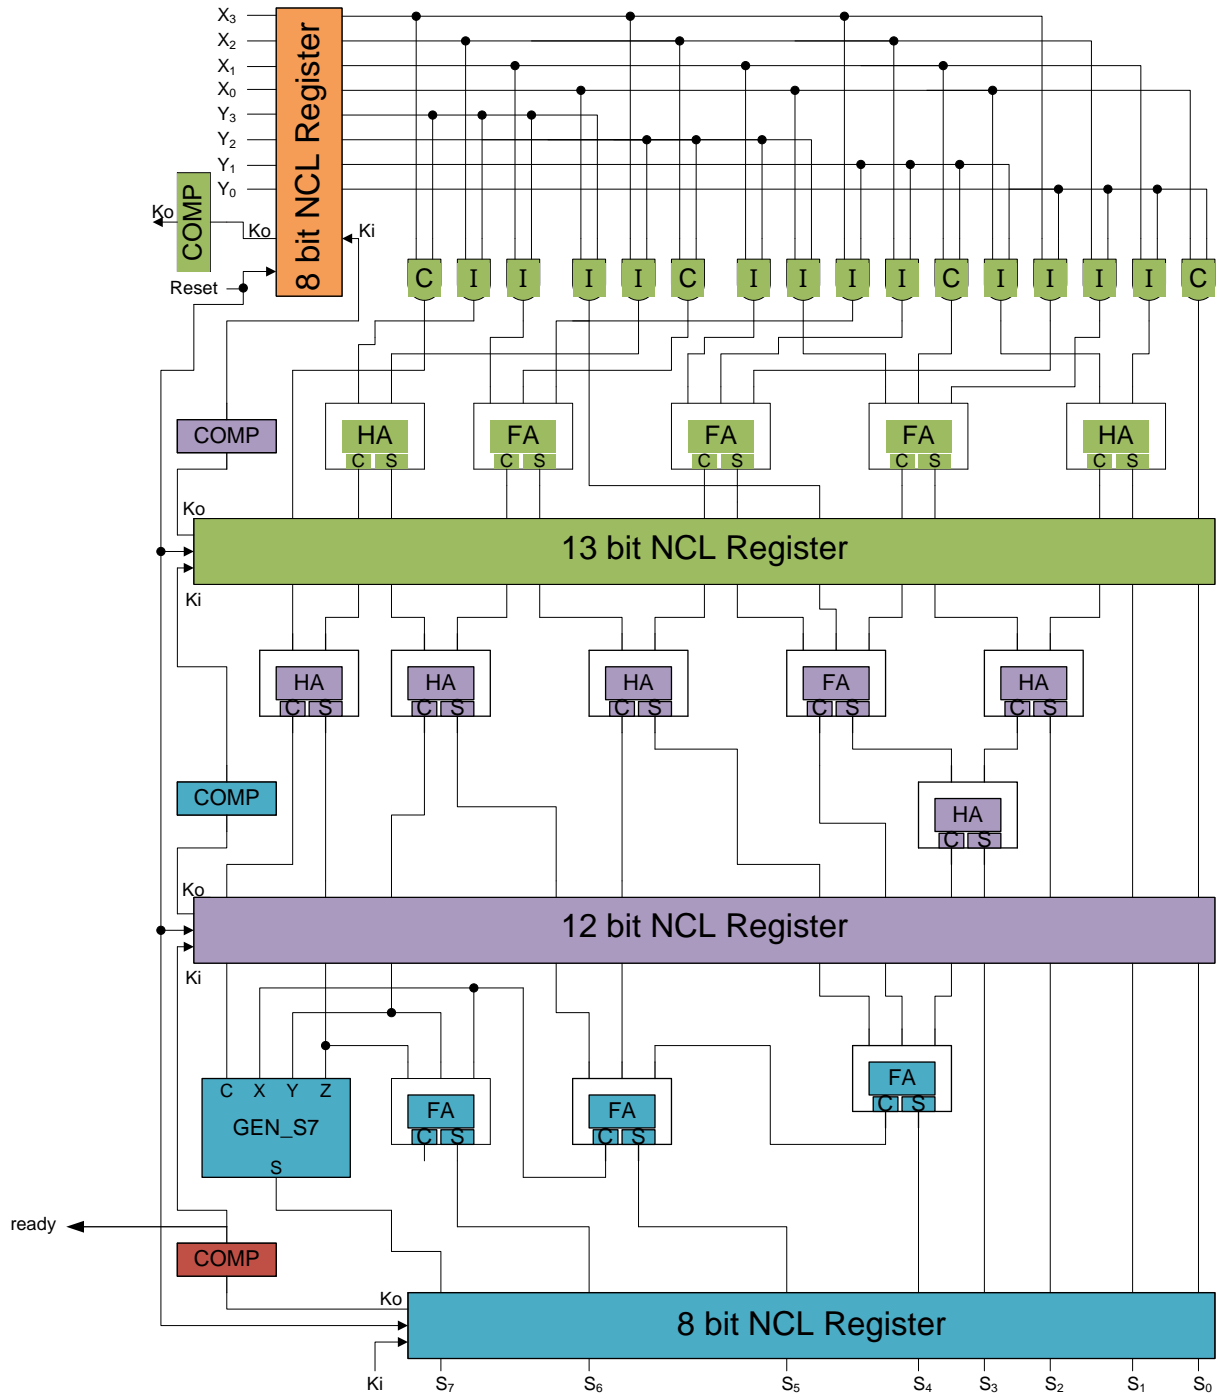 X3
X2
X1
X0
Y3
Y2
Y1
Y0
8 bit NCL Register
COMP
Ko
Ko
Ki
Reset
C I I I I C I I I I C I I I I C
COMP
HA
C S
FA
C S
FA
C S
FA
C S
HA
C S
Ko
13 bit NCL Register
Ki
HA
C S
HA
C S
HA
C S
FA
C S
HA
C S
COMP
HA
C S
Ko
12 bit NCL Register
Ki
C X Y Z
GEN_S7
S
FA
C S
FA
C S
FA
C S
ready
COMP
Ko
8 bit NCL Register
Ki
S7 S6 S5 S4 S3 S2 S1 S0